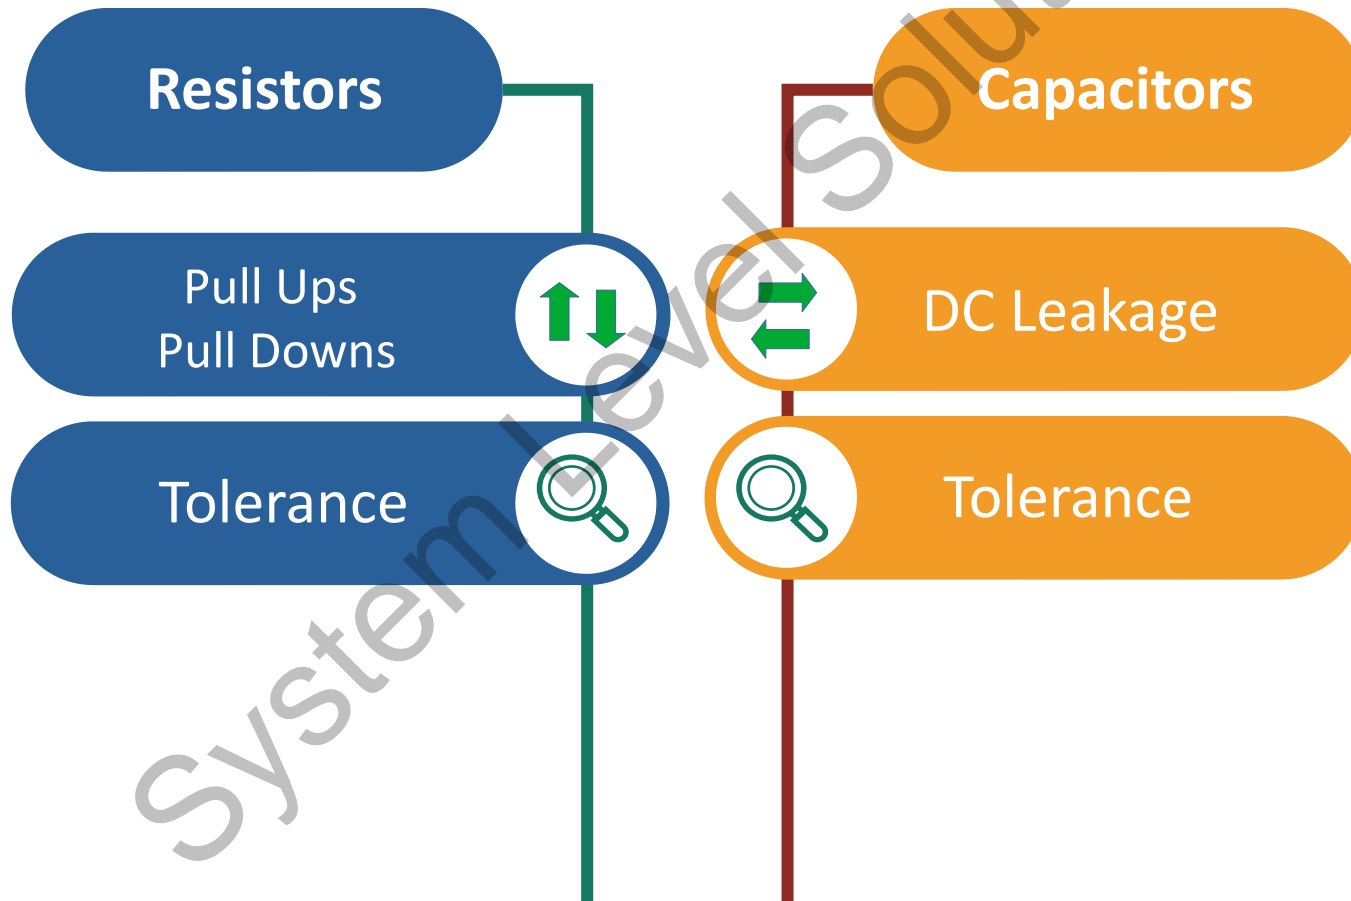 Resistors
Pull Ups
Pull Downs
Tolerance
Capacitors
DC Leakage
Tolerance
System Level